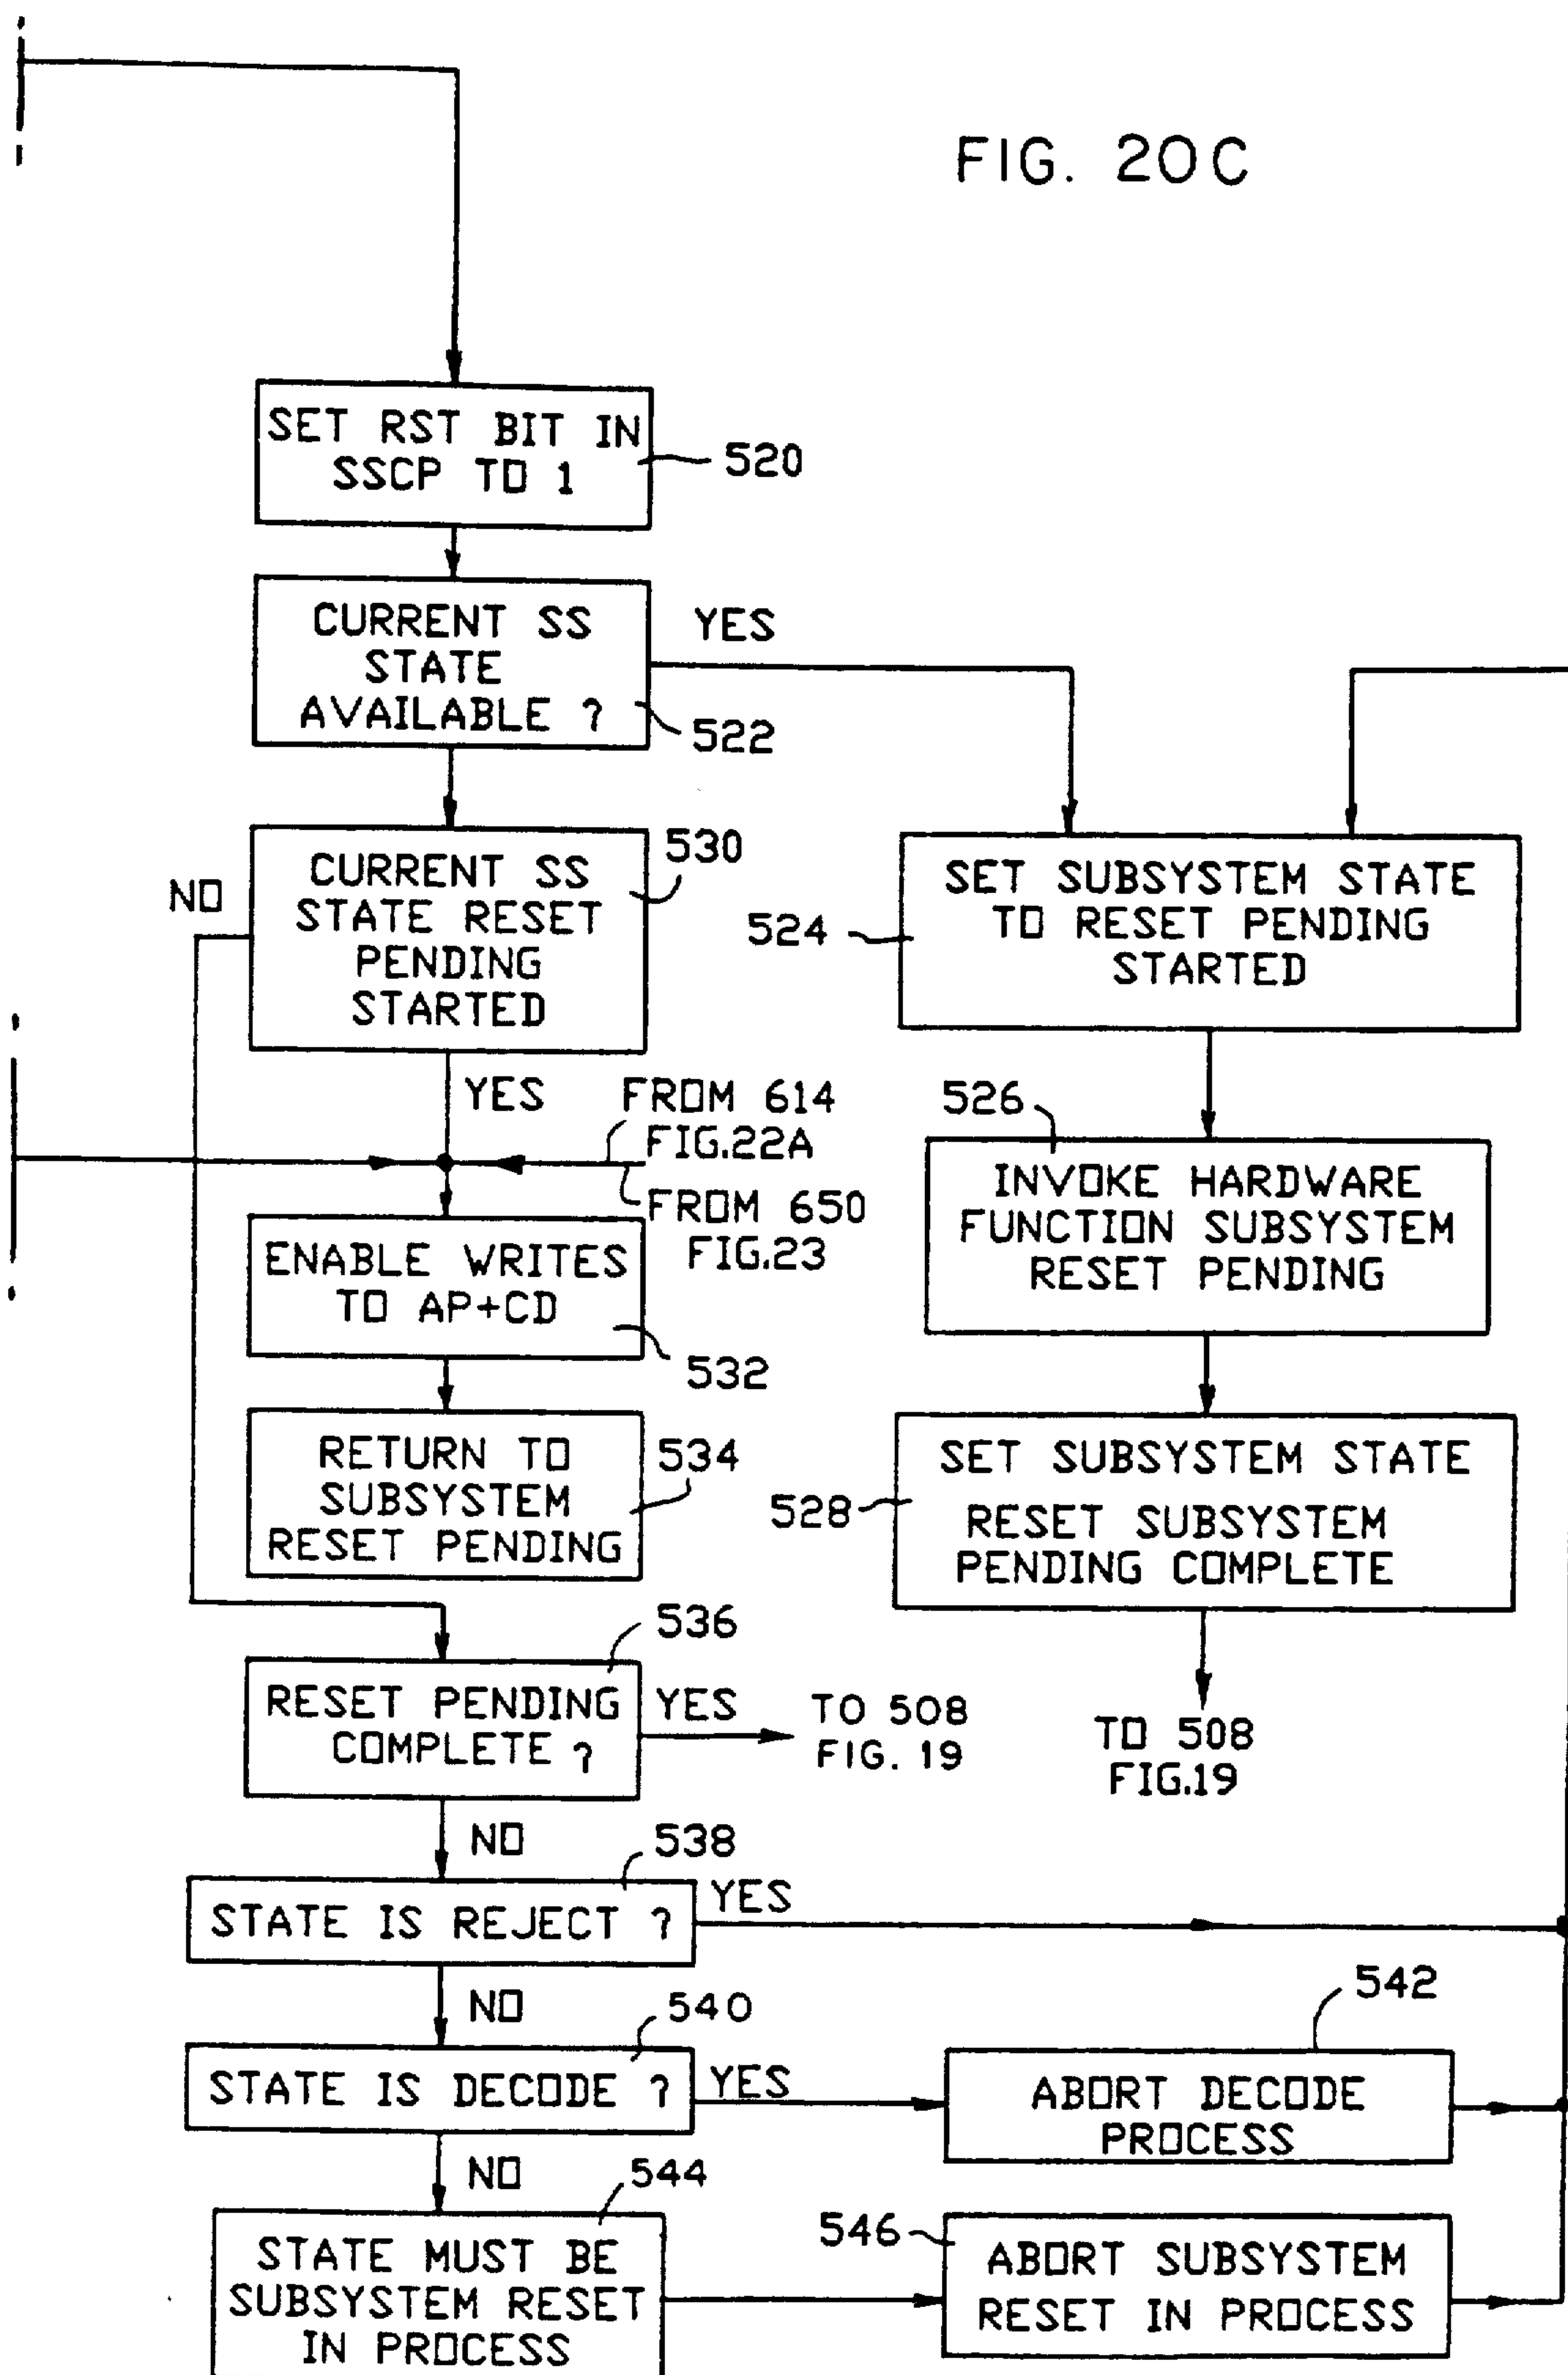 FIG. 20C
SET RST BIT IN
SSCP TO 1
520
CURRENT SS
STATE
AVAILABLE ?
522
YES
CURRENT SS
STATE RESET
PENDING
STARTED
530
NO
YES
SET SUBSYSTEM STATE
TO RESET PENDING
STARTED
524
FROM 614
FIG.22A
FROM 650
FIG.23
526
INVOKE HARDWARE
FUNCTION SUBSYSTEM
RESET PENDING
ENABLE WRITES
TO AP+CD
532
RETURN TO
SUBSYSTEM
RESET PENDING
534
SET SUBSYSTEM STATE
RESET SUBSYSTEM
PENDING COMPLETE
528
TO 508
FIG.19
536
RESET PENDING
COMPLETE ?
YES
TO 508
FIG. 19
NO
538
STATE IS REJECT ?
YES
NO
540
STATE IS DECODE ?
YES
542
ABORT DECODE
PROCESS
NO
544
STATE MUST BE
SUBSYSTEM RESET
IN PROCESS
546
ABORT SUBSYSTEM
RESET IN PROCESS